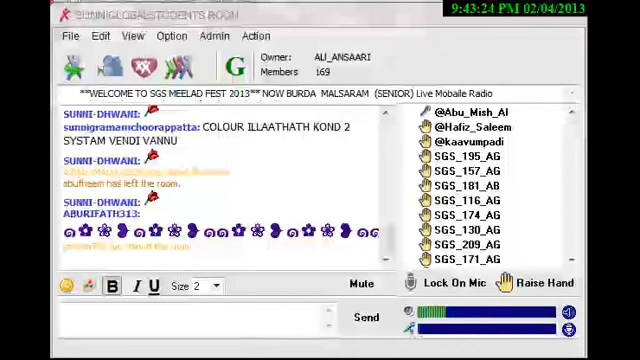 9:43:24 PM 02/04/2013
SUNNIGLOBALSTUDENTS ROOM
File Edit View Option Admin Action
G
Owner: ALI_ANSAARI
Members 169
**WELCOME TO SGS MEELAD FEST 2013** NOW BURDA MALSARAM (SENIOR) Live Mobaile Radio
SUNNI-DHWANI:
sunnigramamchoorappatta: COLOUR ILLAATHATH KOND 2
SYSTAM VENDI VANNU
SUNNI-DHWANI:
abufheem has left the room.
SUNNI-DHWANI:
ABURIFATH313:
@Abu_Mish_Al
@Hafiz_Saleem
@kaavumpadi
SGS_195_AG
SGS_157_AG
SGS_181_AB
SGS_116_AG
SGS_174_AG
SGS_130_AG
SGS_209_AG
SGS_171_AG
B I U Size 2 Mute
Lock On Mic Raise Hand
Send